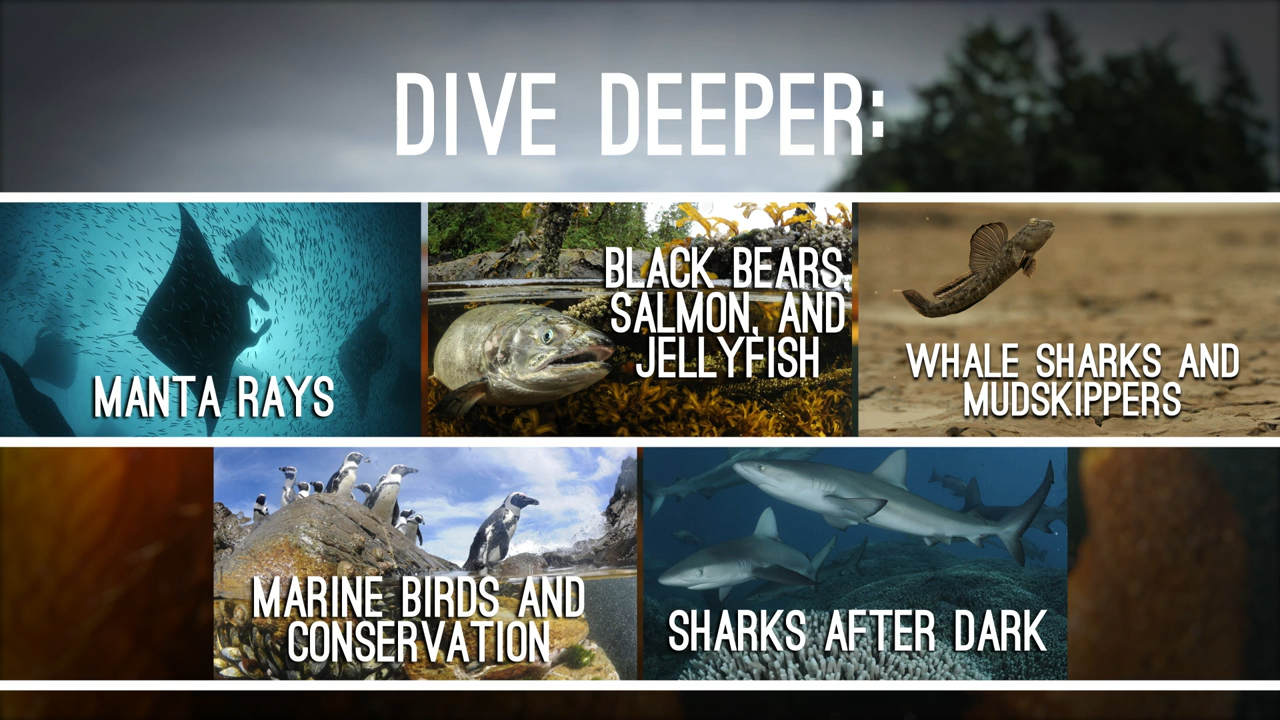 DIVE DEEPER:
MANTA RAYS
BLACK BEARS,
SALMON, AND
JELLYFISH
WHALE SHARKS AND
MUDSKIPPERS
MARINE BIRDS AND
CONSERVATION
SHARKS AFTER DARK